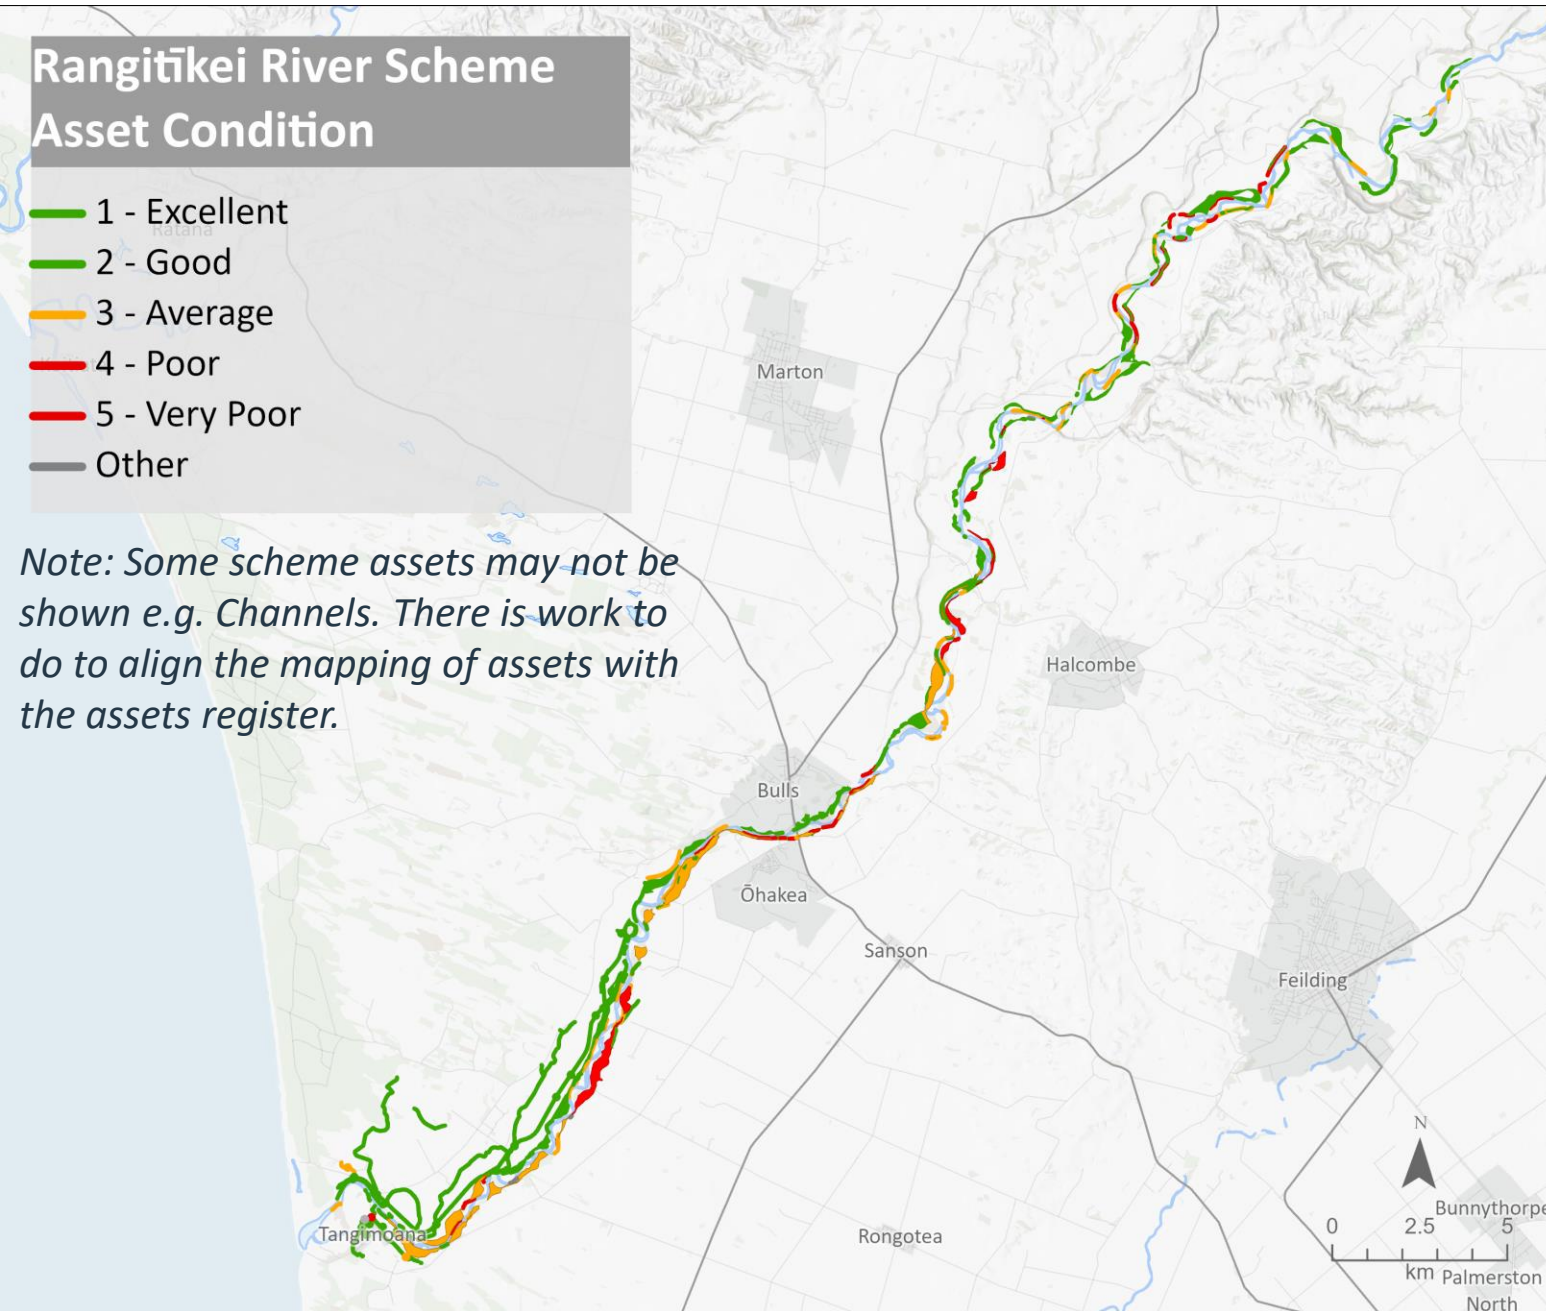 Rangitīkei River Scheme
Asset Condition
1 - Excellent
Ratana
2 - Good
3 - Average
4 - Poor
5 - Very Poor
Other
Note: Some scheme assets may not be
shown e.g. Channels. There is work to
do to align the mapping of assets with
the assets register.
Marton
Halcombe
Bulls
Ōhakea
Sanson
Feilding
Tangimoana
Rongotea
N
Bunnythorpe
0 2.5 5
km
Palmerston
North